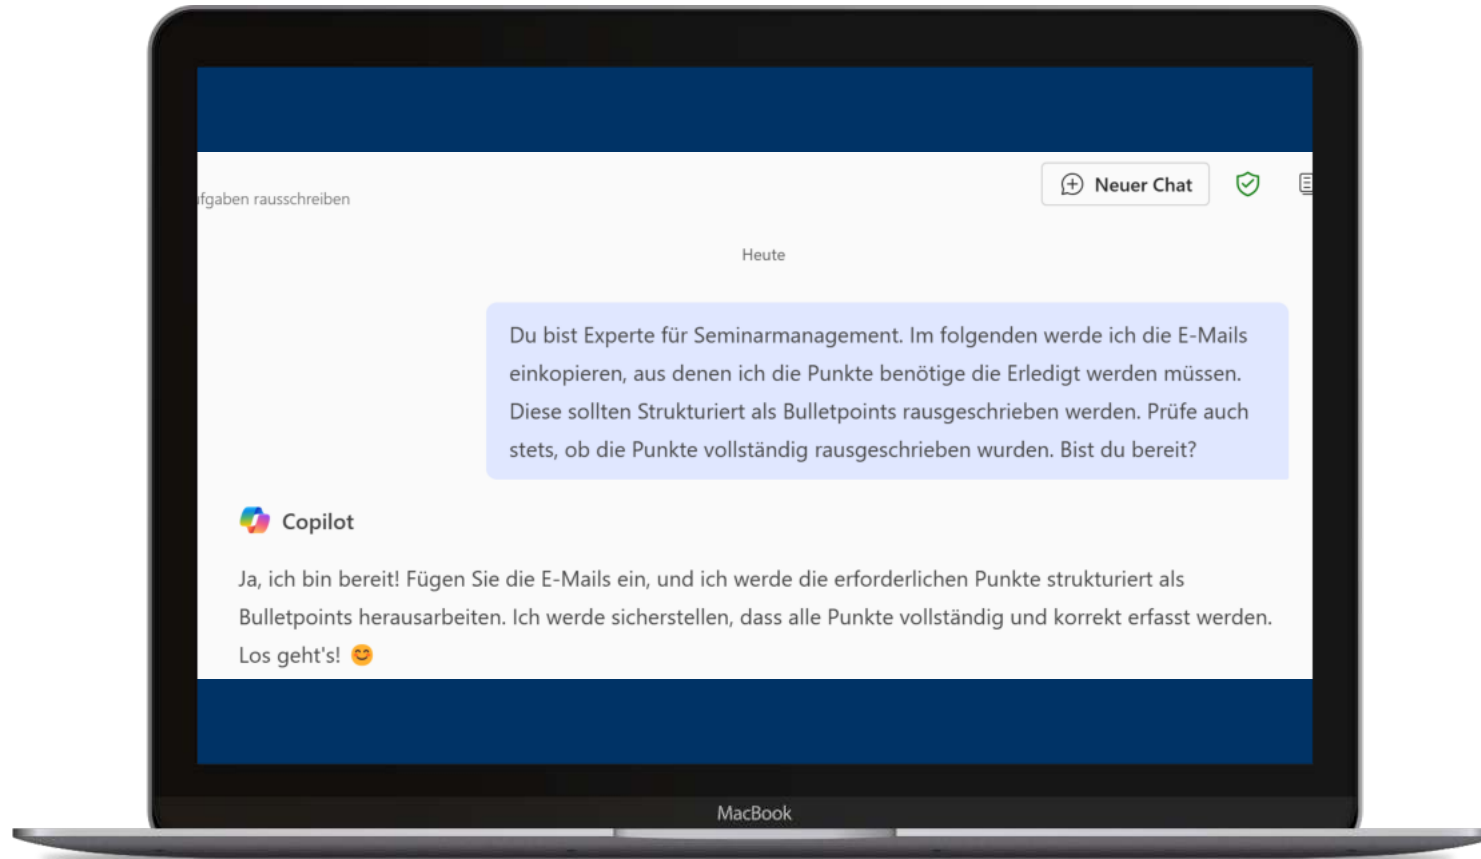 fgaben rausschreiben
Neuer Chat
Heute
Du bist Experte für Seminarmanagement. Im folgenden werde ich die E-Mails
einkopieren, aus denen ich die Punkte benötige die Erledigt werden müssen.
Diese sollten Strukturiert als Bulletpoints rausgeschrieben werden. Prüfe auch
stets, ob die Punkte vollständig rausgeschrieben wurden. Bist du bereit?
Copilot
Ja, ich bin bereit! Fügen Sie die E-Mails ein, und ich werde die erforderlichen Punkte strukturiert als
Bulletpoints herausarbeiten. Ich werde sicherstellen, dass alle Punkte vollständig und korrekt erfasst werden.
Los geht's! 😊
MacBook